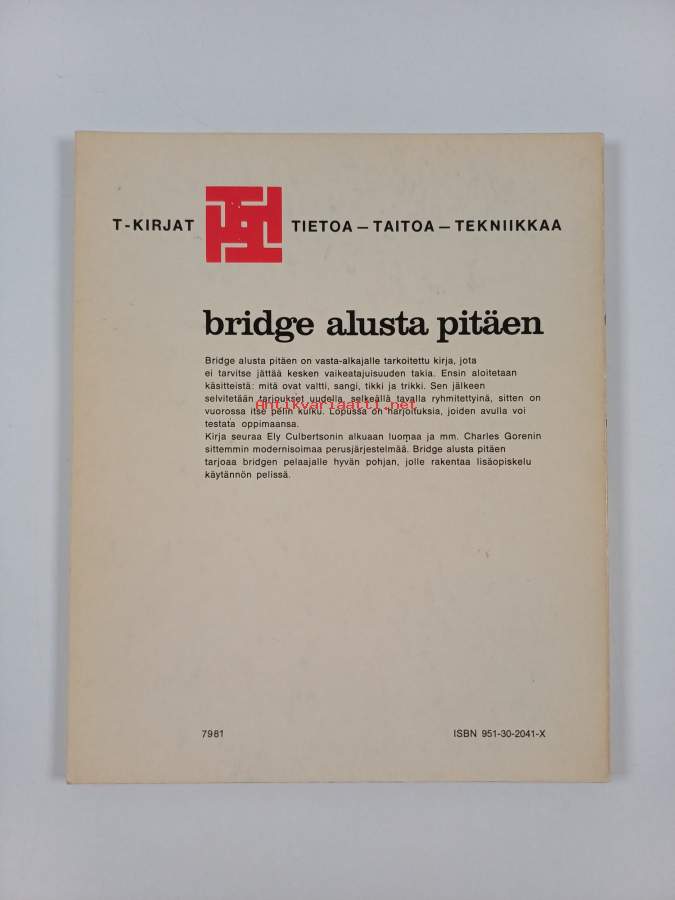 T-KIRJAT TIETOA — TAITOA — TEKNIIKKAA
bridge alusta pitäen
Bridge alusta pitäen on vasta-alkajalle tarkoitettu kirja, jota
ei tarvitse jättää kesken vaikeatajuisuuden takia. Ensin aloitetaan
käsitteistä: mitä ovat valtti, sangi, tikki ja trikki. Sen jälkeen
selvitetään tarjoukset uudella, selkeällä tavalla ryhmitettyinä, sitten on
Antikvariaatti.net
vuorossa itse pelin kulku. Lopussa on harjoituksia, joiden avulla voi
testata oppimaansa.
Kirja seuraa Ely Culbertsonin alkuaan luomaa ja mm. Charles Gorenin
sittemmin modernisoimaa perusjärjestelmää. Bridge alusta pitäen
tarjoaa bridgen pelaajalle hyvän pohjan, jolle rakentaa lisäopiskelu
käytännön pelissä.
7981 ISBN 951-30-2041-X